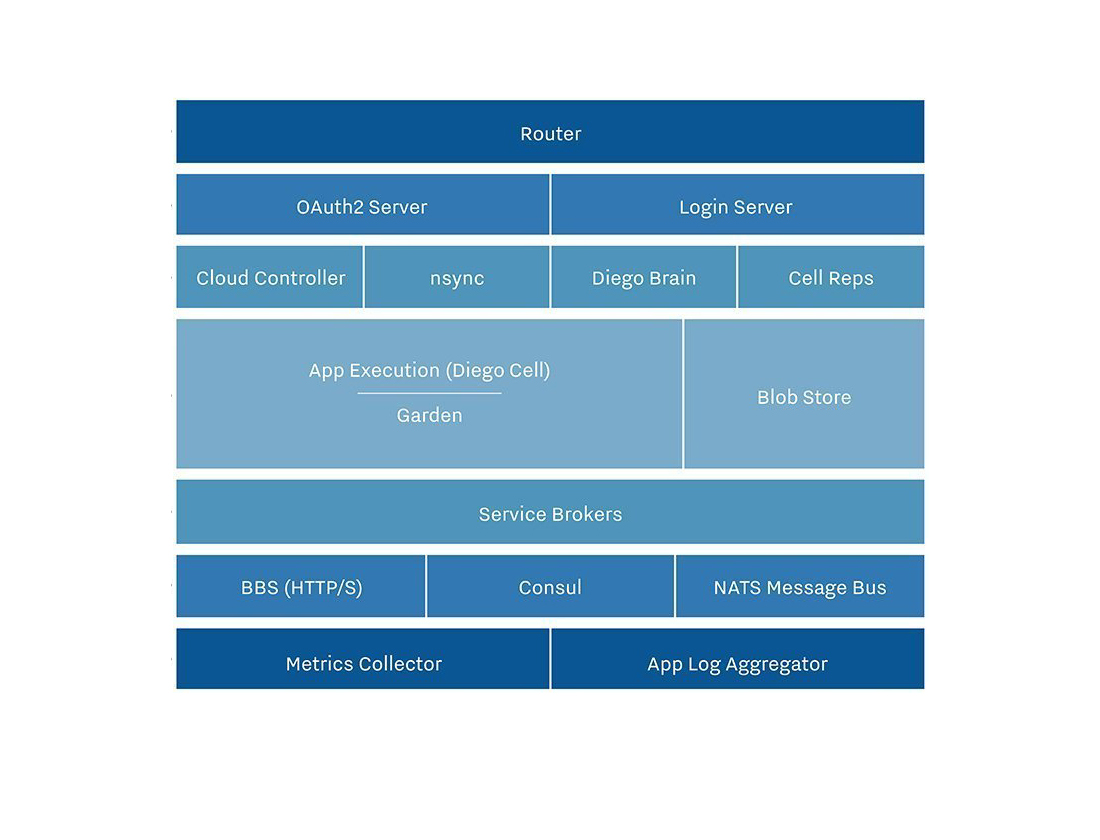 Router
OAuth2 Server
Login Server
Cloud Controller
nsync
Diego Brain
Cell Reps
App Execution (Diego Cell)
Garden
Blob Store
Service Brokers
BBS (HTTP/S)
Consul
NATS Message Bus
Metrics Collector
App Log Aggregator